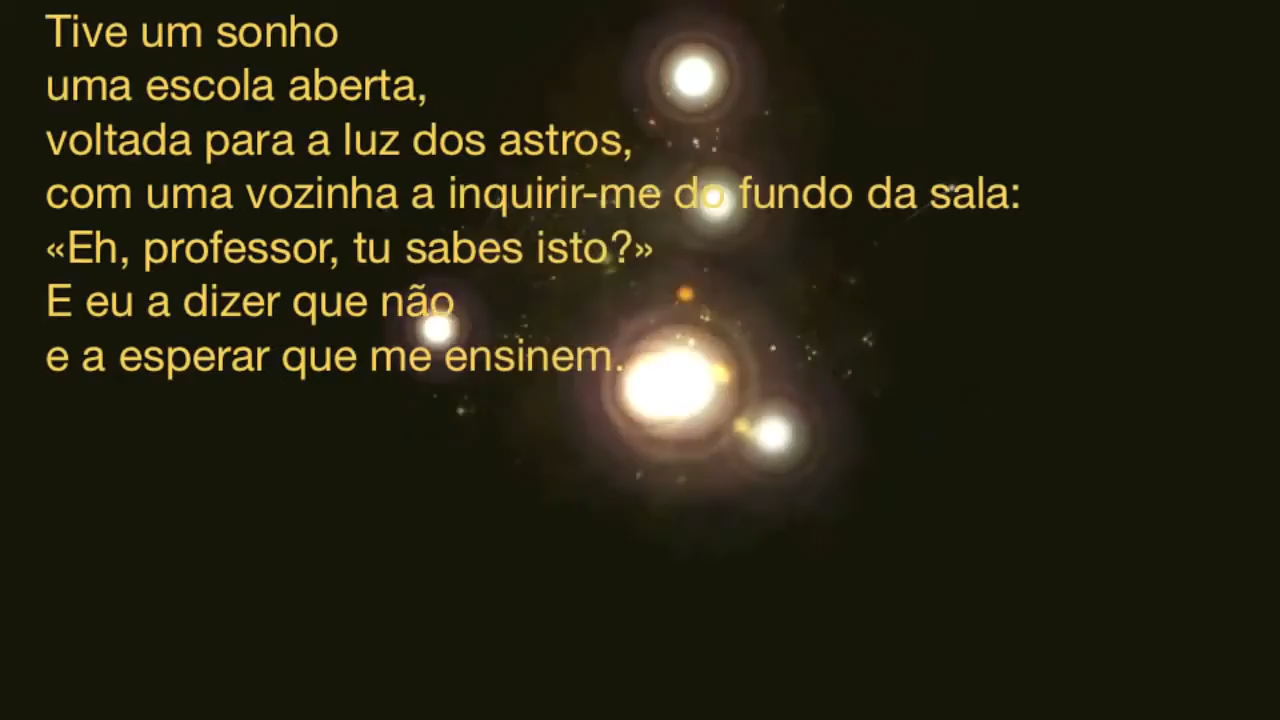 Tive um sonho
uma escola aberta,
voltada para a luz dos astros,
com uma vozinha a inquirir-me do fundo da sala:
«Eh, professor, tu sabes isto?»
E eu a dizer que não
e a esperar que me ensinem.